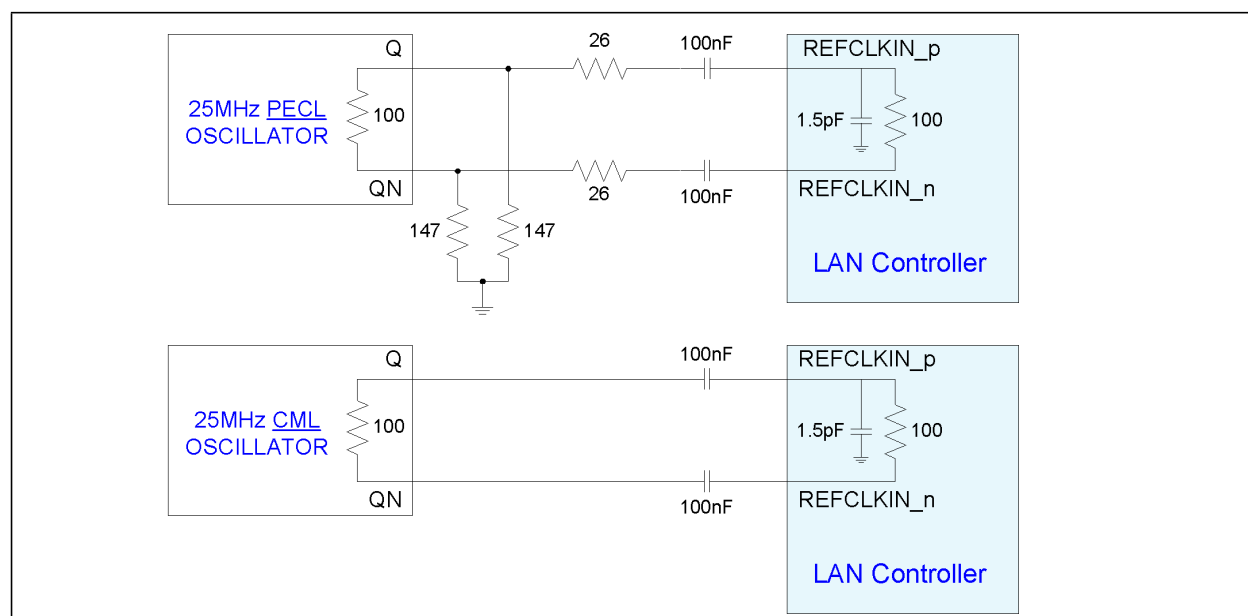 Q
26
100nF
REFCLKIN_p
25MHz PECL
OSCILLATOR
100
1.5pF
100
QN
26
100nF
REFCLKIN_n
147
147
LAN Controller
Q
100nF
REFCLKIN_p
25MHz CML
OSCILLATOR
100
1.5pF
100
QN
100nF
REFCLKIN_n
LAN Controller